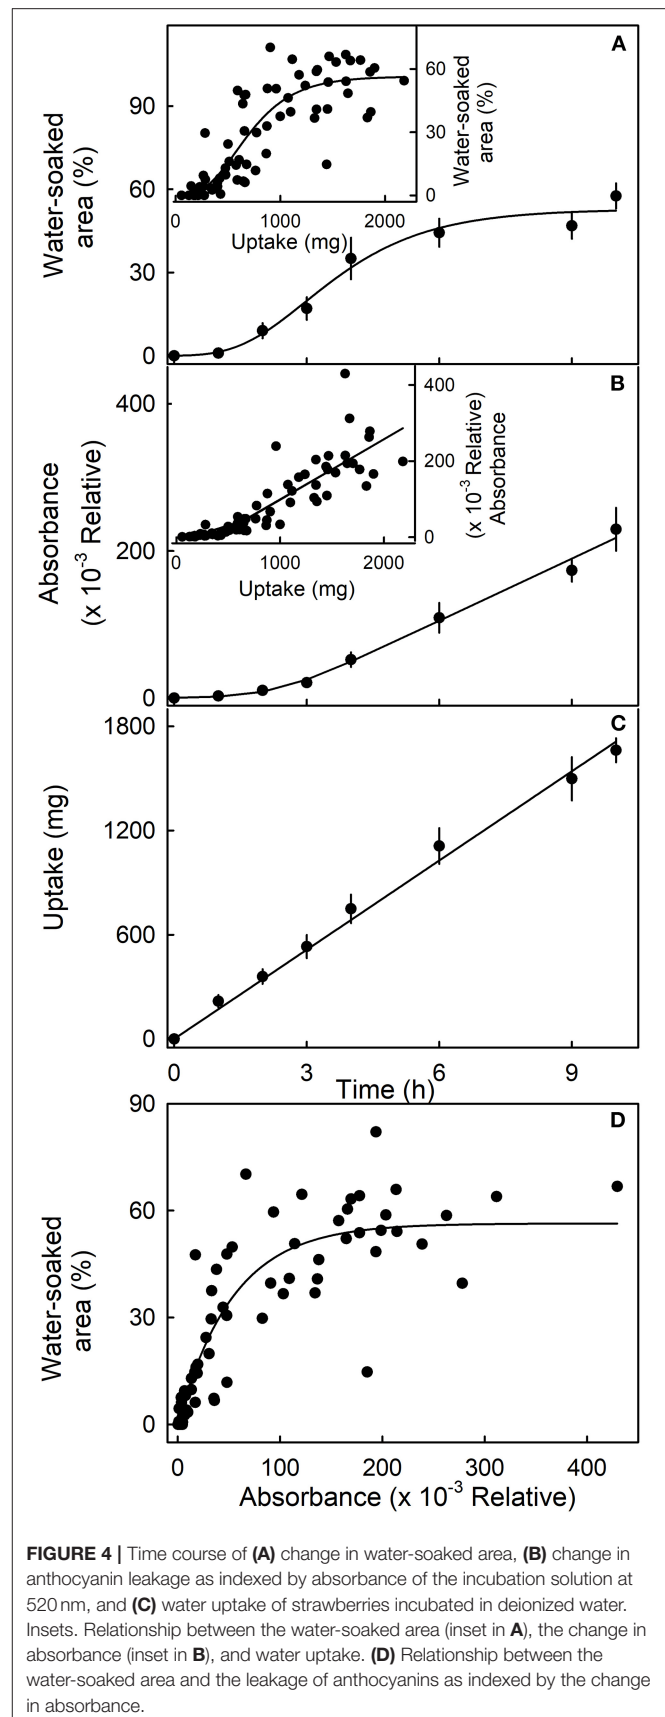 A
Water-soaked
area (%)
90
60
30
0
Water-soaked
area (%)
60
30
0
0 1000 2000
Uptake (mg)
B
Absorbance
(x 10⁻³ Relative)
400
200
0
(x 10⁻³ Relative)
Absorbance
400
200
0
0 1000 2000
Uptake (mg)
C
Uptake (mg)
1800
1200
600
0
0 3 6 9
Time (h)
D
Water-soaked
area (%)
90
60
30
0
0 100 200 300 400
Absorbance (x 10⁻³ Relative)
FIGURE 4 | Time course of (A) change in water-soaked area, (B) change in
anthocyanin leakage as indexed by absorbance of the incubation solution at
520 nm, and (C) water uptake of strawberries incubated in deionized water.
Insets. Relationship between the water-soaked area (inset in A), the change in
absorbance (inset in B), and water uptake. (D) Relationship between the
water-soaked area and the leakage of anthocyanins as indexed by the change
in absorbance.